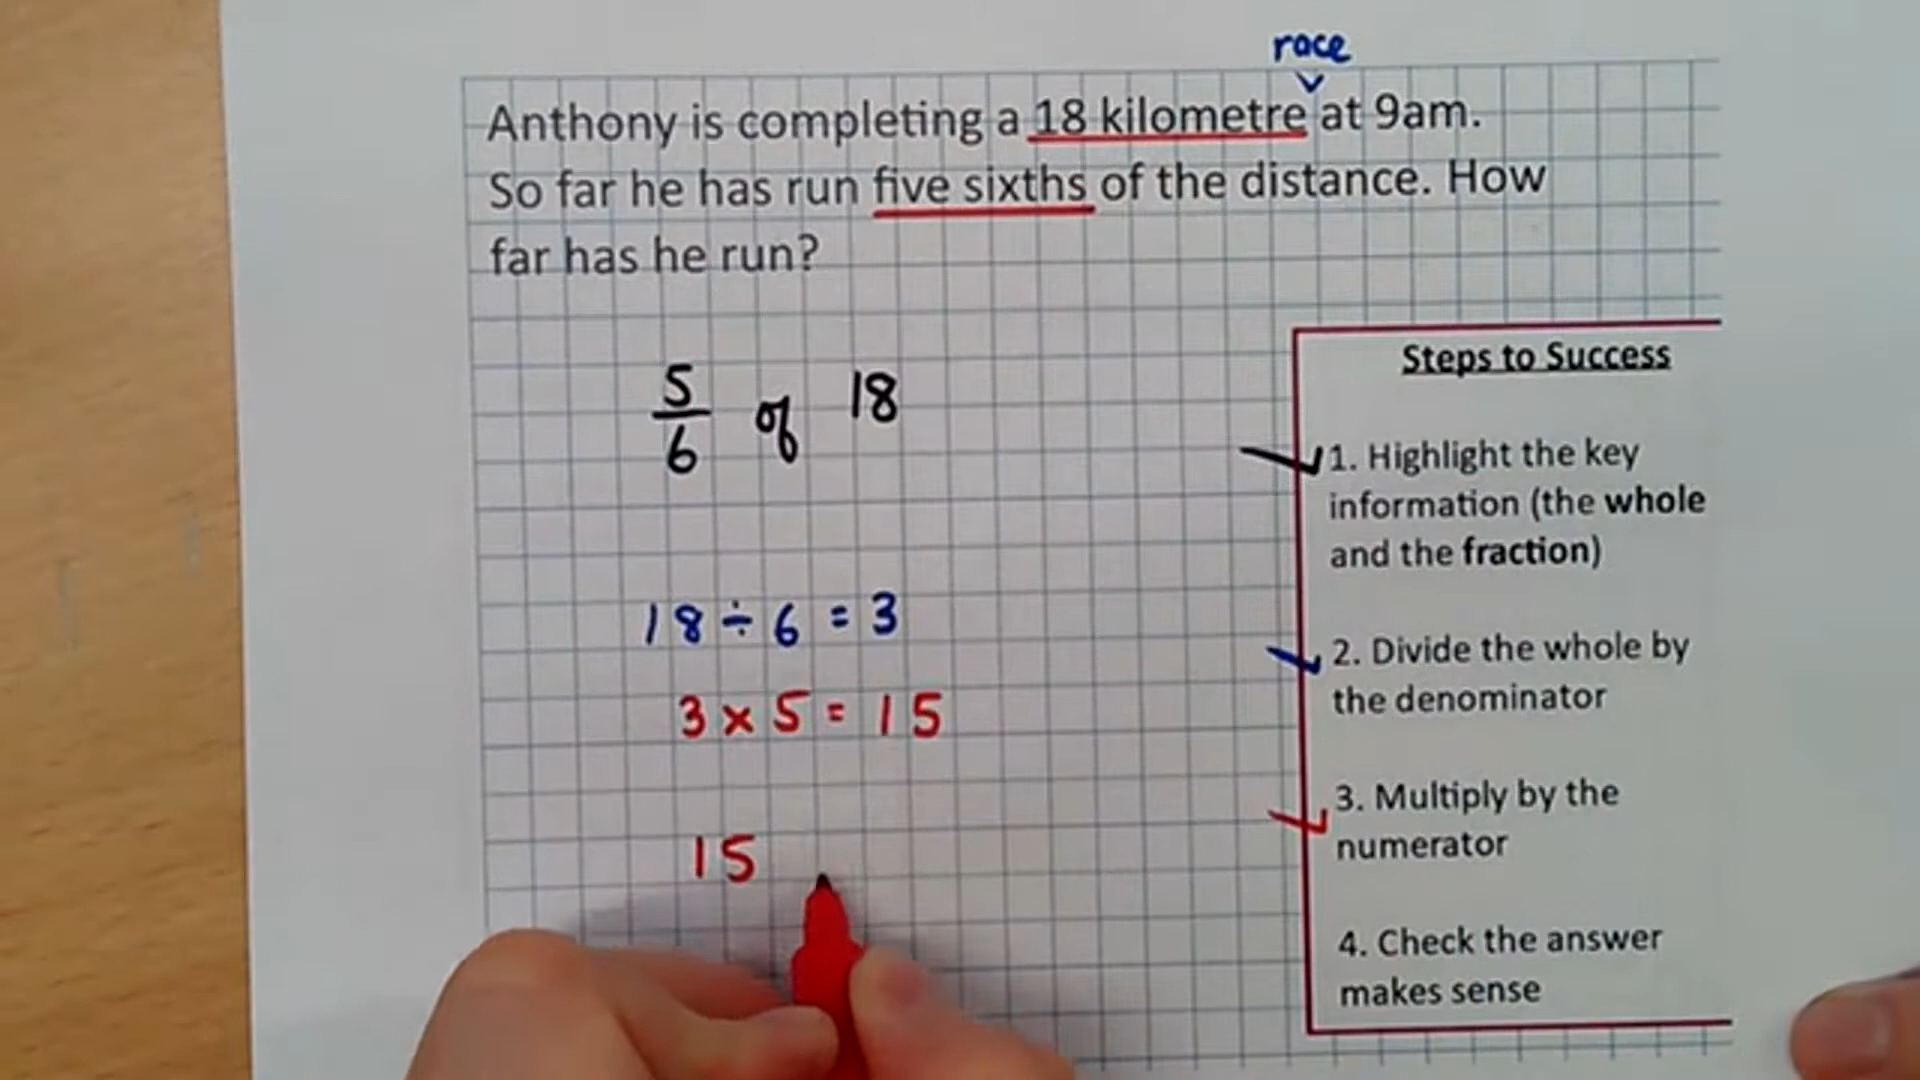 race
Anthony is completing a 18 kilometre at 9am.
So far he has run five sixths of the distance. How
far has he run?
5
6
of 18
18 ÷ 6 = 3
3 x 5 = 15
15
Steps to Success
1. Highlight the key
information (the whole
and the fraction)
2. Divide the whole by
the denominator
3. Multiply by the
numerator
4. Check the answer
makes sense